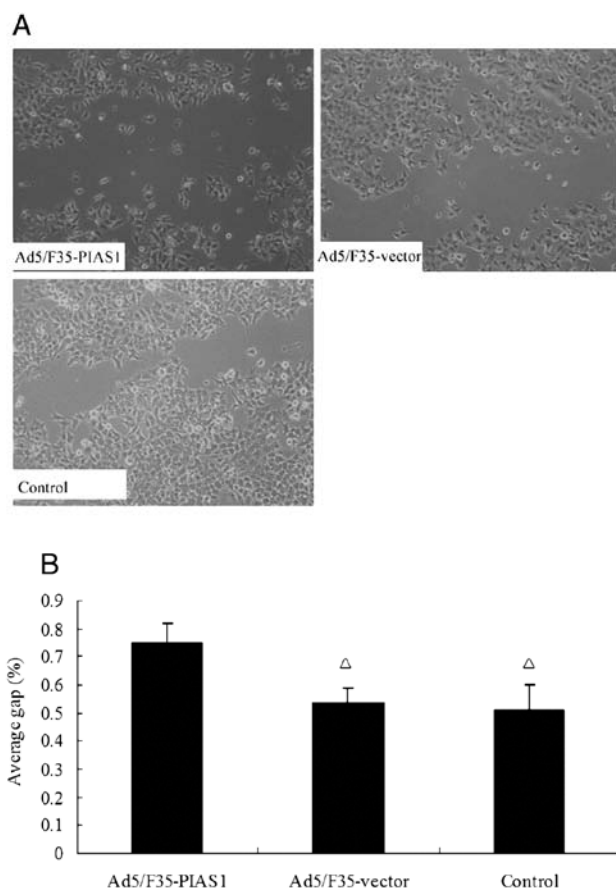 A
Ad5/F35-PIAS1
Ad5/F35-vector
Control
B
Average gap (%)
0.9
0.8
0.7
0.6
0.5
0.4
0.3
0.2
0.1
0
△
△
Ad5/F35-PIAS1
Ad5/F35-vector
Control